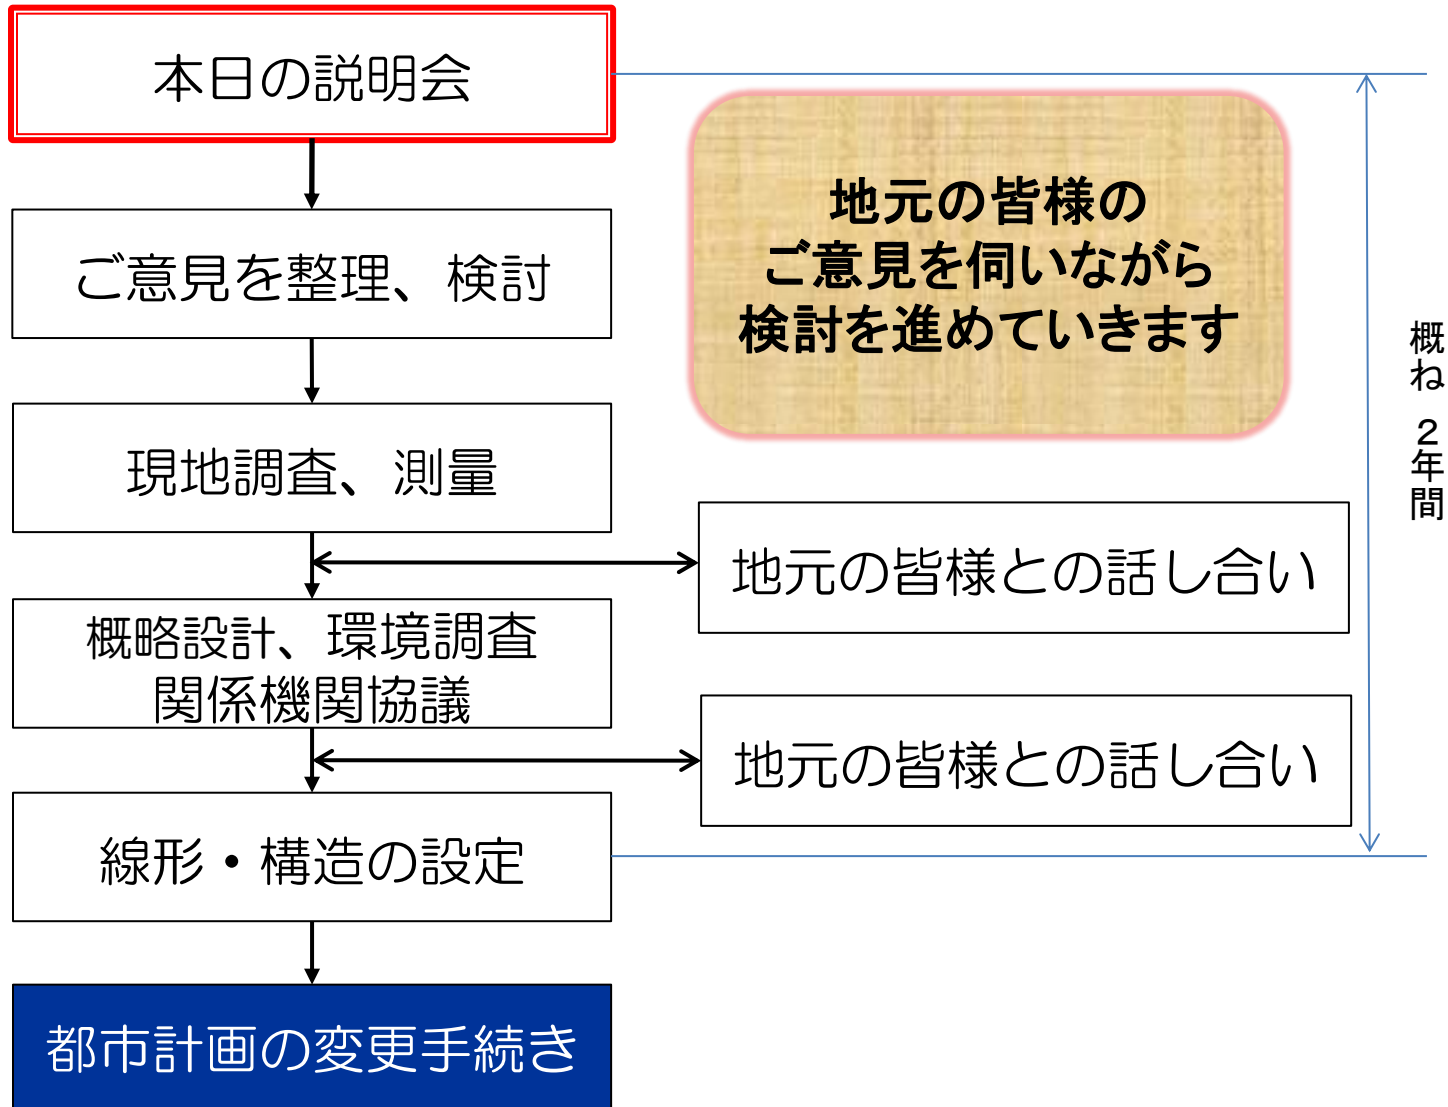 本日の説明会
地元の皆様の
ご意見を伺いながら
検討を進めていきます
ご意見を整理、検討
概ね ２年間
現地調査、測量
地元の皆様との話し合い
概略設計、環境調査
関係機関協議
地元の皆様との話し合い
線形・構造の設定
都市計画の変更手続き